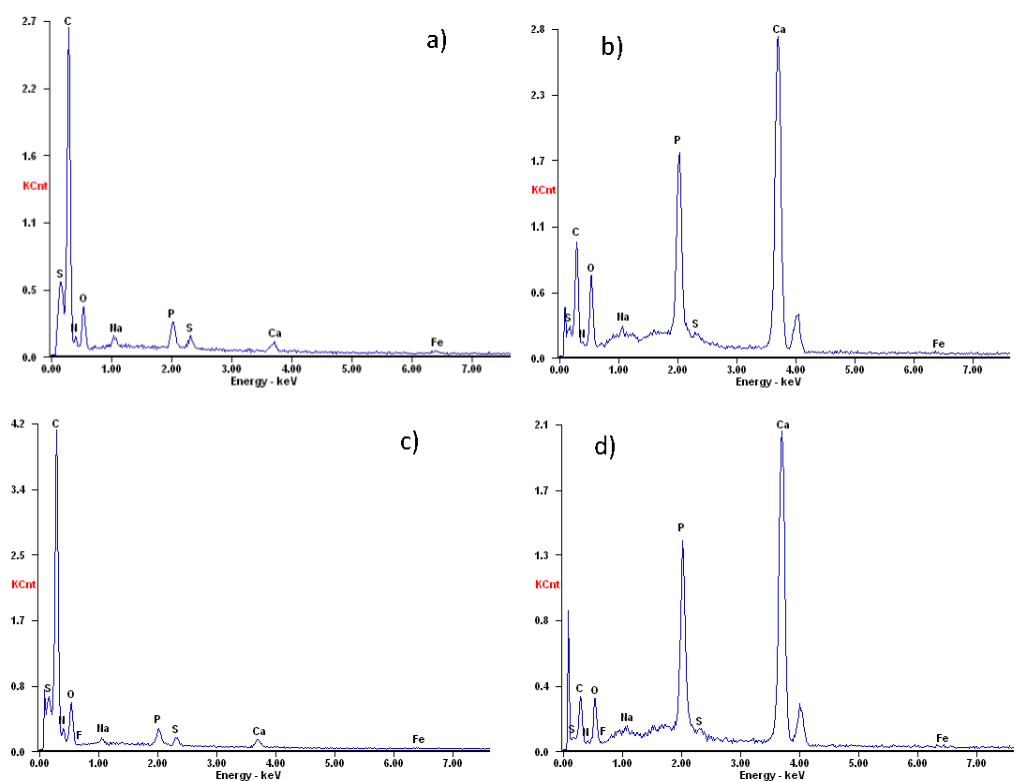 a)
2.7
2.2
1.6
KCnt
1.1
0.5
0.0
C
S
N
O
Na
P
S
Ca
Fe
0.00 1.00 2.00 3.00 4.00 5.00 6.00 7.00
Energy - keV
b)
2.8
2.3
1.7
KCnt
1.1
0.6
0.0
S
C
N
O
Na
P
S
Ca
Fe
0.00 1.00 2.00 3.00 4.00 5.00 6.00 7.00
Energy - keV
c)
4.2
3.4
2.5
KCnt
1.7
0.8
0.0
S
C
N
O
F
Na
P
S
Ca
Fe
0.00 1.00 2.00 3.00 4.00 5.00 6.00 7.00
Energy - keV
d)
2.1
1.7
1.3
KCnt
0.8
0.4
0.0
S
C
N
O
F
Na
P
S
Ca
Fe
0.00 1.00 2.00 3.00 4.00 5.00 6.00 7.00
Energy - keV